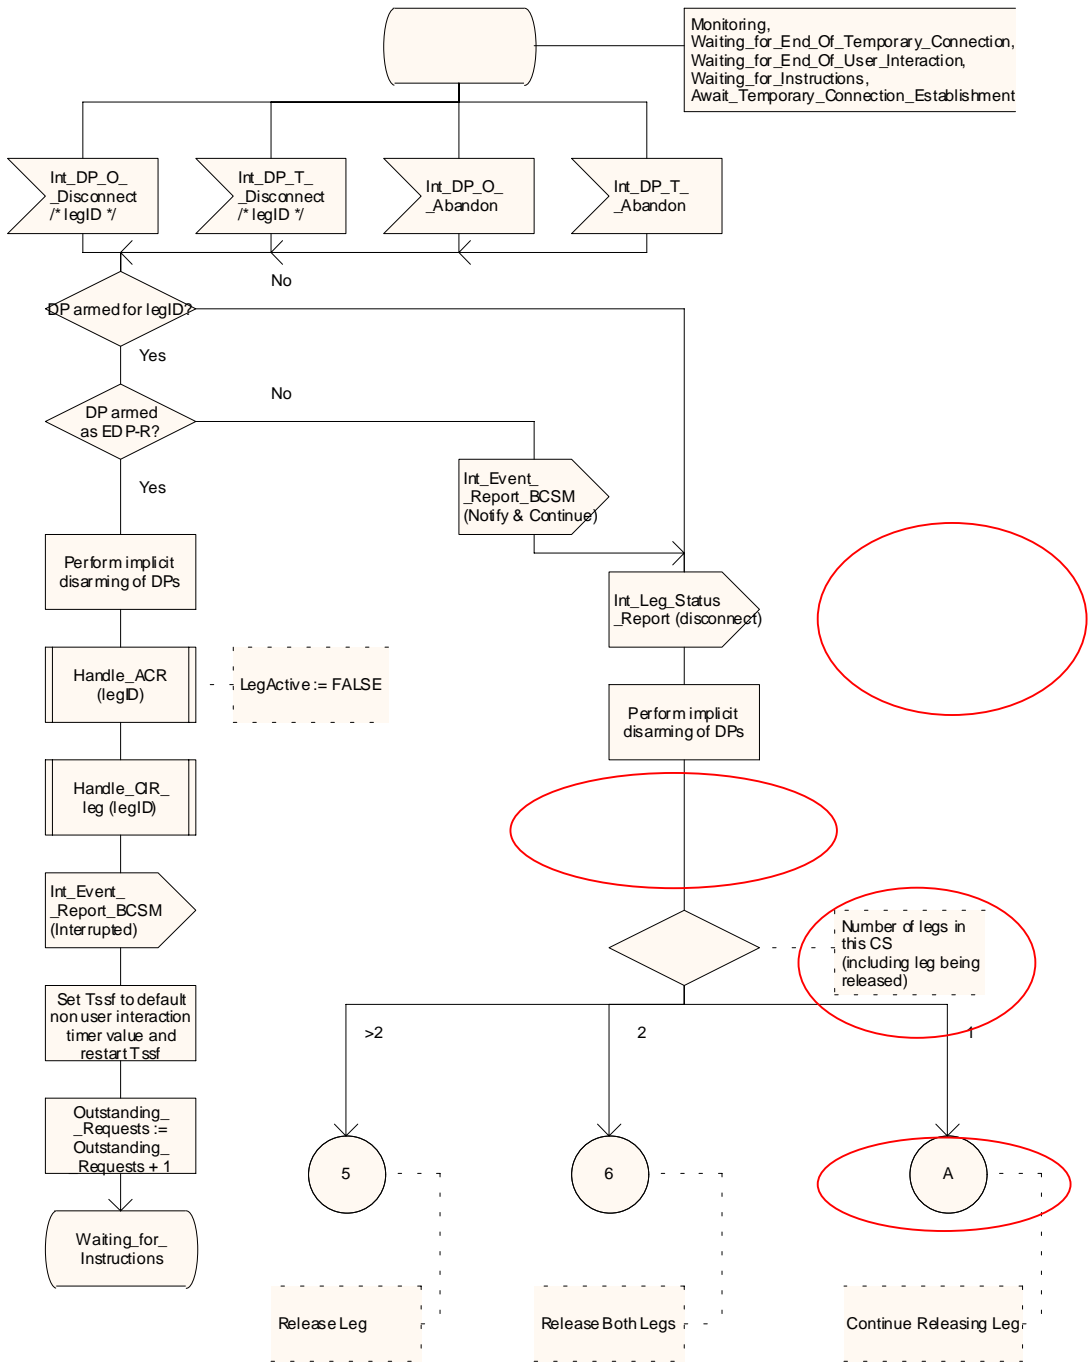 Monitoring,
Waiting_for_End_Of_Temporary_Connection,
Waiting_for_End_Of_User_Interaction,
Waiting_for_Instructions,
Await_Temporary_Connection_Establishment
Int_DP_O_
_Disconnect
/* legID */
Int_DP_T_
_Disconnect
/* legID */
Int_DP_O_
_Abandon
Int_DP_T_
_Abandon
No
DP armed for legID?
Yes
No
DP armed
as EDP-R?
Yes
Int_Event_
_Report_BCSM
(Notify & Continue)
Perform implicit
disarming of DPs
Int_Leg_Status
_Report (disconnect)
Handle_ACR
(legID)
LegActive := FALSE
Perform implicit
disarming of DPs
Handle_CIR_
leg (legID)
Int_Event_
_Report_BCSM
(Interrupted)
Number of legs in
this CS
(including leg being
released)
Set Tssf to default
non user interaction
timer value and
restart Tssf
>2
2
1
Outstanding_
_Requests :=
Outstanding_
_Requests + 1
5
6
A
Waiting_for_
Instructions
Release Leg
Release Both Legs
Continue Releasing Leg